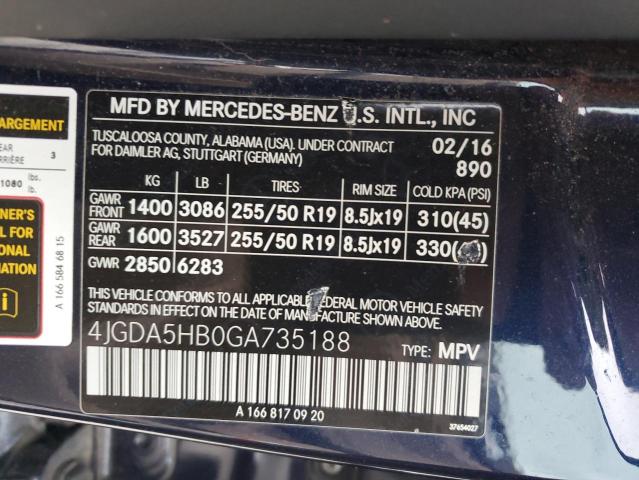 ARGEMENT
EAR 3
ARRIÈRE
1080 lbs.
lb.
NER'S
L FOR
ONAL
MATION
i
A 166 584 68 15
MFD BY MERCEDES-BENZ .S. INTL., INC
TUSCALOOSA COUNTY, ALABAMA (USA). UNDER CONTRACT 02/16
FOR DAIMLER AG, STUTTGART (GERMANY) 890
KG LB TIRES RIM SIZE COLD KPA (PSI)
GAWR FRONT 1400 3086 255/50 R19 8.5Jx19 310(45)
GAWR REAR 1600 3527 255/50 R19 8.5Jx19 330(
GVWR 2850 6283
THIS VEHICLE CONFORMS TO ALL APPLICABLE FEDERAL MOTOR VEHICLE SAFETY
STANDARDS IN EFFECT ON THE DATE OF MANUFACTURE SHOWN ABOVE.
4JGDA5HB0GA735188 TYPE: MPV
A 166 817 09 20 37654027